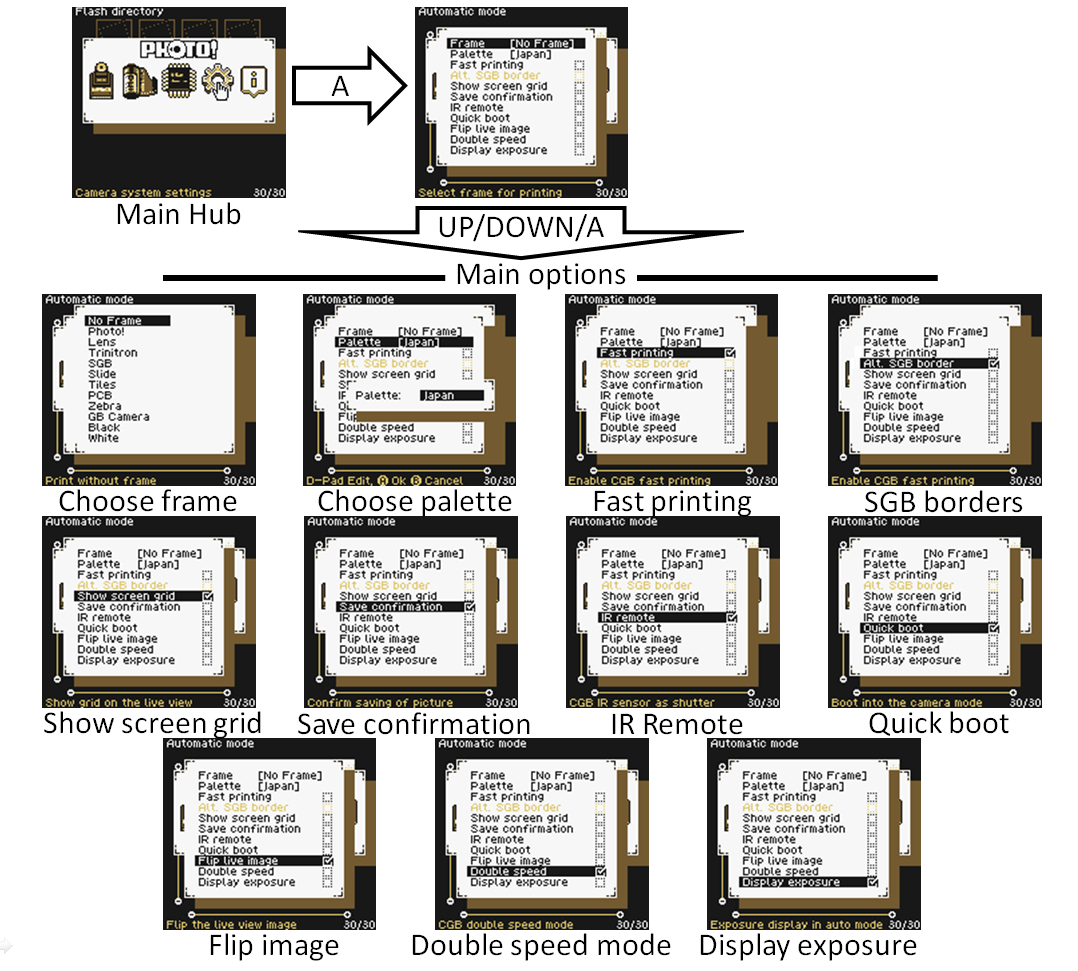 Flash directory
PHOTO!
Camera system settings 30/30
Main Hub
A
Automatic mode
Frame [No Frame]
Palette [Japan]
Fast printing
Alt. SGB border
Show screen grid
Save confirmation
IR remote
Quick boot
Flip live image
Double speed
Display exposure
Select frame for printing 30/30
UP/DOWN/A
Main options
Automatic mode
No Frame
Photo!
Lens
Trinitron
SGB
Slide
Tiles
PCB
Zebra
GB Camera
Black
White
Print without frame 30/30
Choose frame
Automatic mode
Frame [No Frame]
Palette [Japan]
Fast printing
Alt. SGB border
Show screen grid
Palette: Japan
Double speed
Display exposure
D-Pad Edit, A Ok B Cancel 30/30
Choose palette
Automatic mode
Frame [No Frame]
Palette [Japan]
Fast printing
Alt. SGB border
Show screen grid
Save confirmation
IR remote
Quick boot
Flip live image
Double speed
Display exposure
Enable CGB fast printing 30/30
Fast printing
Automatic mode
Frame [No Frame]
Palette [Japan]
Fast printing
Alt. SGB border
Show screen grid
Save confirmation
IR remote
Quick boot
Flip live image
Double speed
Display exposure
Enable CGB fast printing 30/30
SGB borders
Automatic mode
Frame [No Frame]
Palette [Japan]
Fast printing
Alt. SGB border
Show screen grid
Save confirmation
IR remote
Quick boot
Flip live image
Double speed
Display exposure
Show grid on the live view 30/30
Show screen grid
Automatic mode
Frame [No Frame]
Palette [Japan]
Fast printing
Alt. SGB border
Show screen grid
Save confirmation
IR remote
Quick boot
Flip live image
Double speed
Display exposure
Confirm saving of picture 30/30
Save confirmation
Automatic mode
Frame [No Frame]
Palette [Japan]
Fast printing
Alt. SGB border
Show screen grid
Save confirmation
IR remote
Quick boot
Flip live image
Double speed
Display exposure
CGB IR sensor as shutter 30/30
IR Remote
Automatic mode
Frame [No Frame]
Palette [Japan]
Fast printing
Alt. SGB border
Show screen grid
Save confirmation
IR remote
Quick boot
Flip live image
Double speed
Display exposure
Boot into the camera mode 30/30
Quick boot
Automatic mode
Frame [No Frame]
Palette [Japan]
Fast printing
Alt. SGB border
Show screen grid
Save confirmation
IR remote
Quick boot
Flip live image
Double speed
Display exposure
Flip the live view image 30/30
Flip image
Automatic mode
Frame [No Frame]
Palette [Japan]
Fast printing
Alt. SGB border
Show screen grid
Save confirmation
IR remote
Quick boot
Flip live image
Double speed
Display exposure
CGB double speed mode 30/30
Double speed mode
Automatic mode
Frame [No Frame]
Palette [Japan]
Fast printing
Alt. SGB border
Show screen grid
Save confirmation
IR remote
Quick boot
Flip live image
Double speed
Display exposure
Exposure display in auto mode 30/30
Display exposure